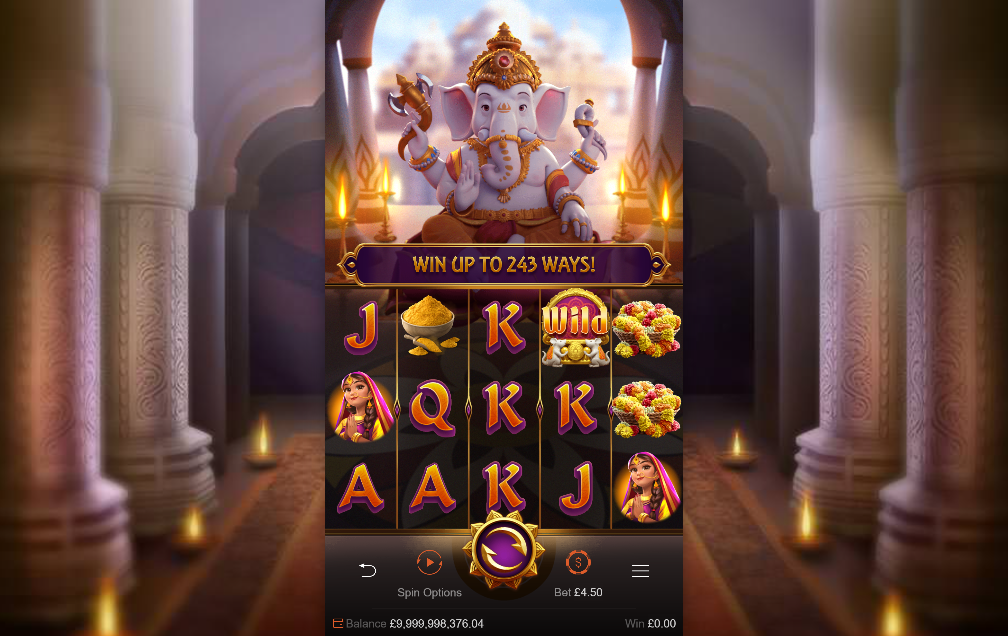 WIN UP TO 243 WAYS!
J K Wild
Q K K
A A K J
Spin Options
Bet £4.50
Balance £9,999,998,376.04
Win £0.00